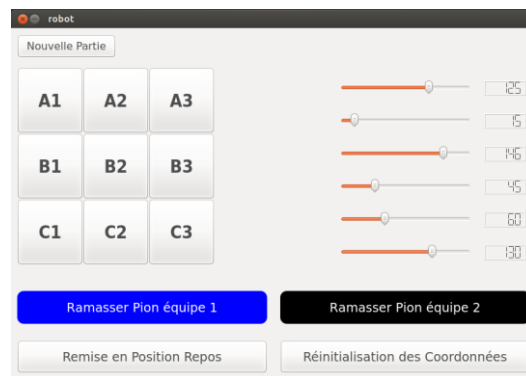 robot
Nouvelle Partie
A1 A2 A3
B1 B2 B3
C1 C2 C3
125
15
146
45
60
130
Ramasser Pion équipe 1
Ramasser Pion équipe 2
Remise en Position Repos
Réinitialisation des Coordonnées